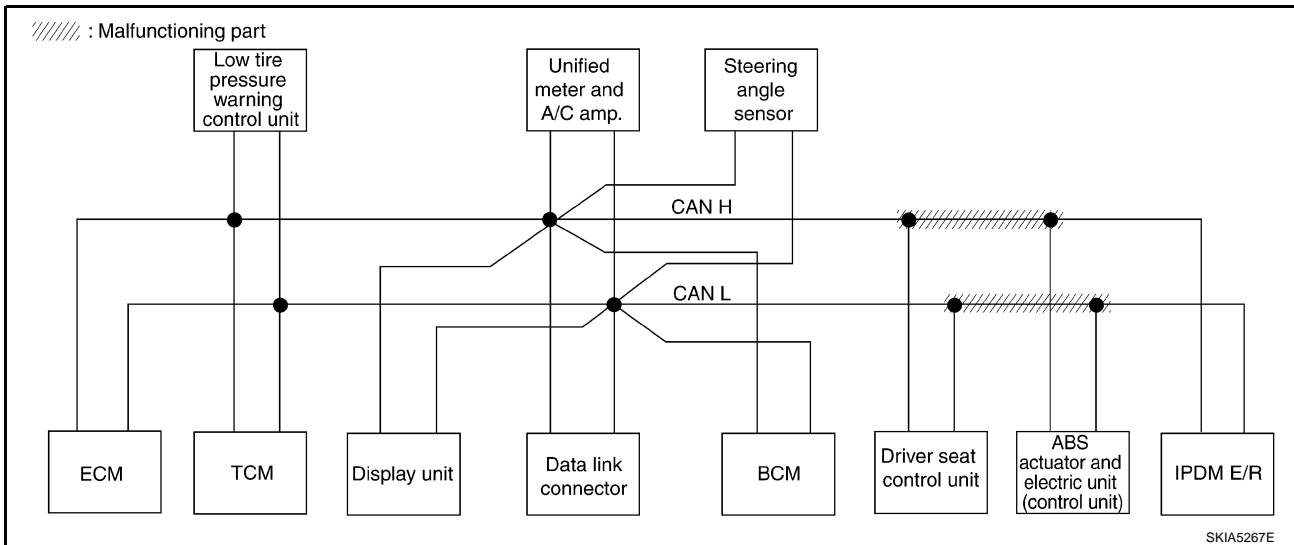 : Malfunctioning part
Low tire
pressure
warning
control unit
Unified
meter and
A/C amp.
Steering
angle
sensor
CAN H
CAN L
ECM
TCM
Display unit
Data link
connector
BCM
Driver seat
control unit
ABS
actuator and
electric unit
(control unit)
IPDM E/R
SKIA5267E